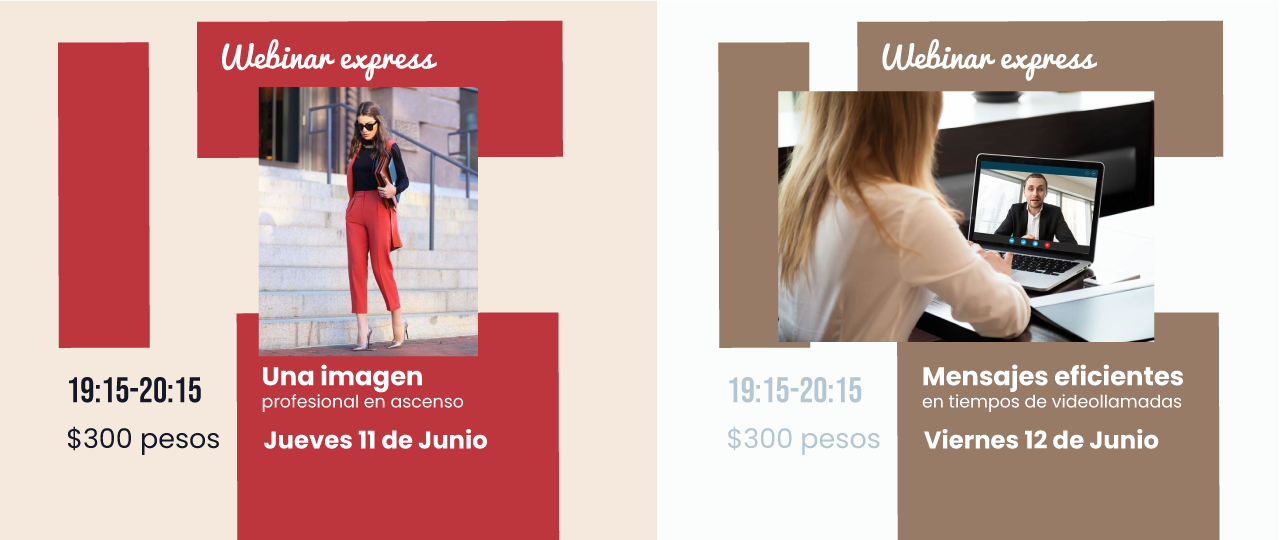 Webinar express
19:15-20:15
$300 pesos
Una imagen
profesional en ascenso
Jueves 11 de Junio
Webinar express
19:15-20:15
$300 pesos
Mensajes eficientes
en tiempos de videollamadas
Viernes 12 de Junio